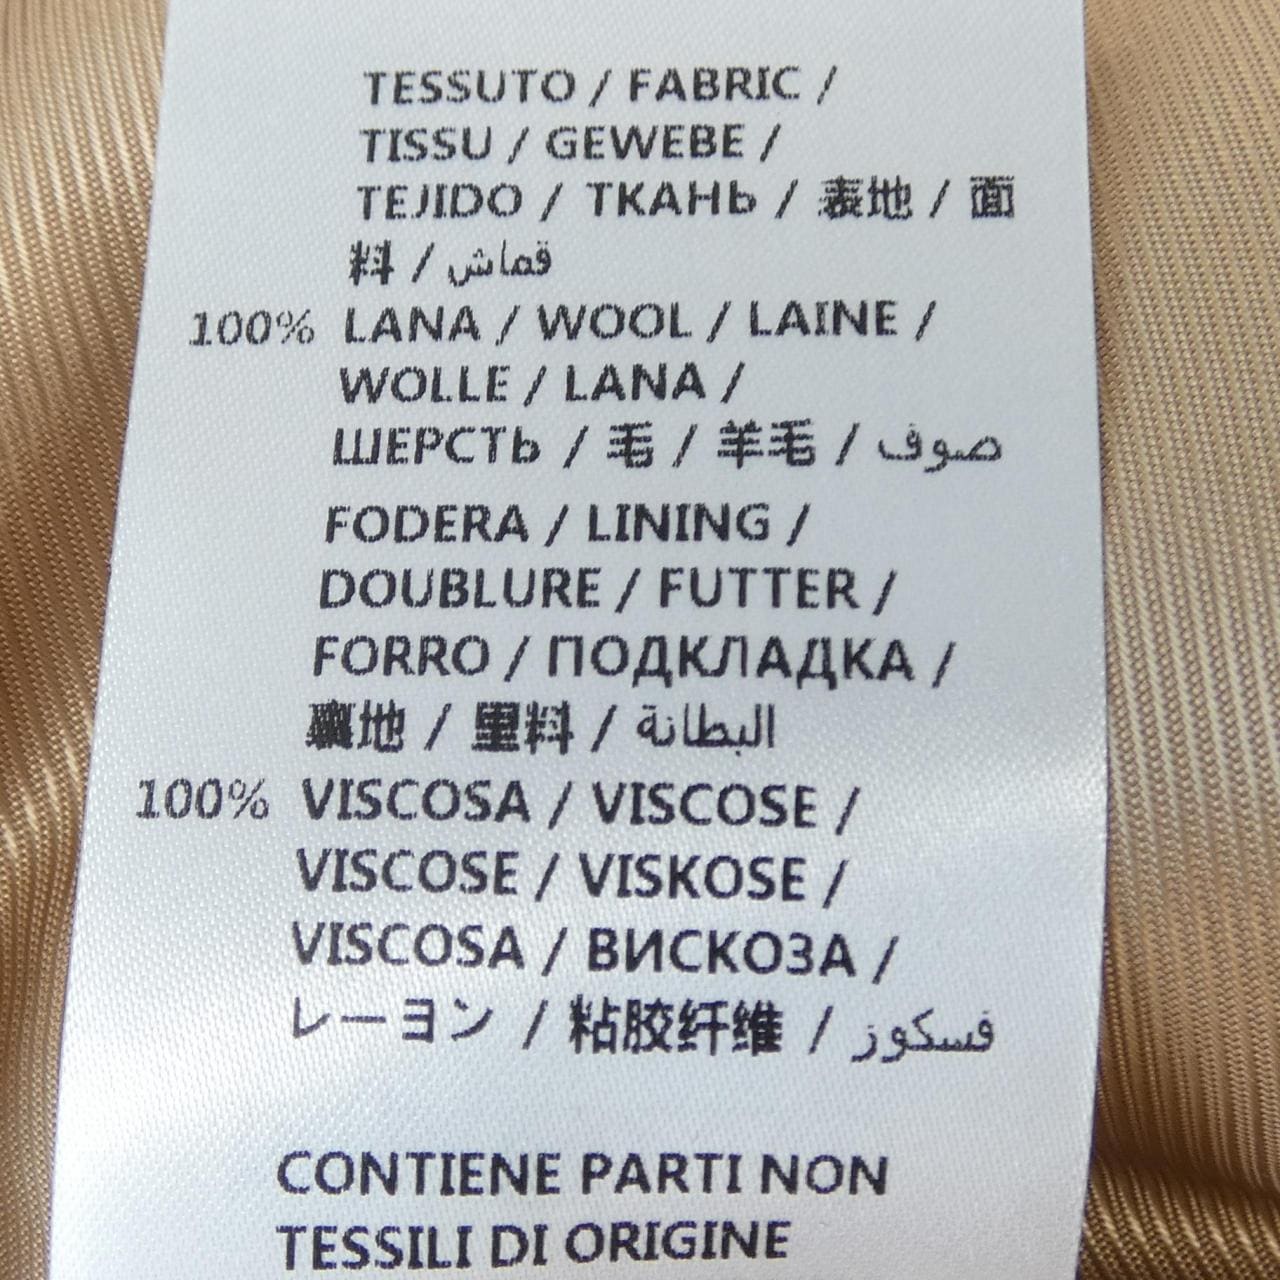 TESSUTO / FABRIC /
TISSU / GEWEBE /
TEJIDO / ТКАНЬ / 表地 / 面
料 / قماش
100% LANA / WOOL / LAINE /
WOLLE / LANA /
ШЕРСТЬ / 毛 / 羊毛 / صوف
FODERA / LINING /
DOUBLURE / FUTTER /
FORRO / ПОДКЛАДКА /
裏地 / 里料 / البطانة
100% VISCOSA / VISCOSE /
VISCOSE / VISKOSE /
VISCOSA / ВИСКОЗА /
レーヨン / 粘胶纤维 / فسكوز
CONTIENE PARTI NON
TESSILI DI ORIGINE